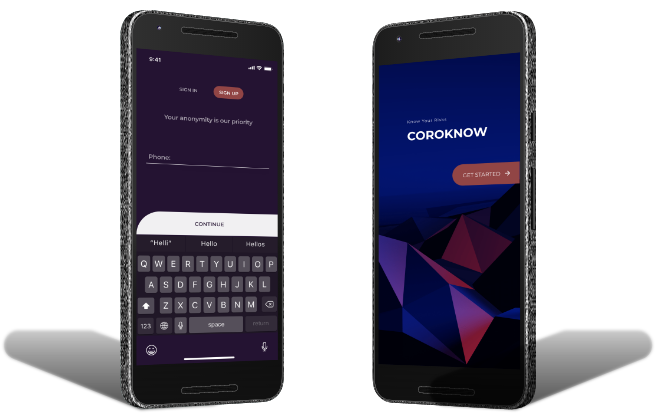 9:41
SIGN IN SIGN UP
Your anonymity is our priority
Phone:
CONTINUE
"Helli" Hello Hellos
Q W E R T Y U I O P
A S D F G H J K L
Z X C V B N M
123 space return
Know Your Risk
COROKNOW
GET STARTED →